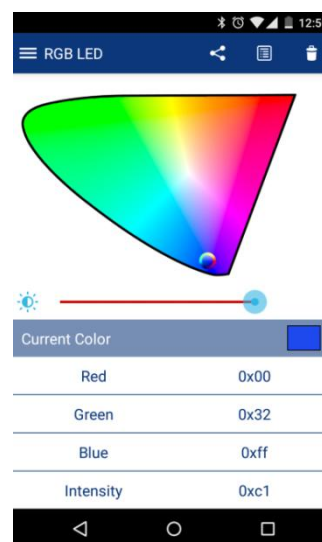 12:5
RGB LED
Current Color
Red 0x00
Green 0x32
Blue 0xff
Intensity 0xc1